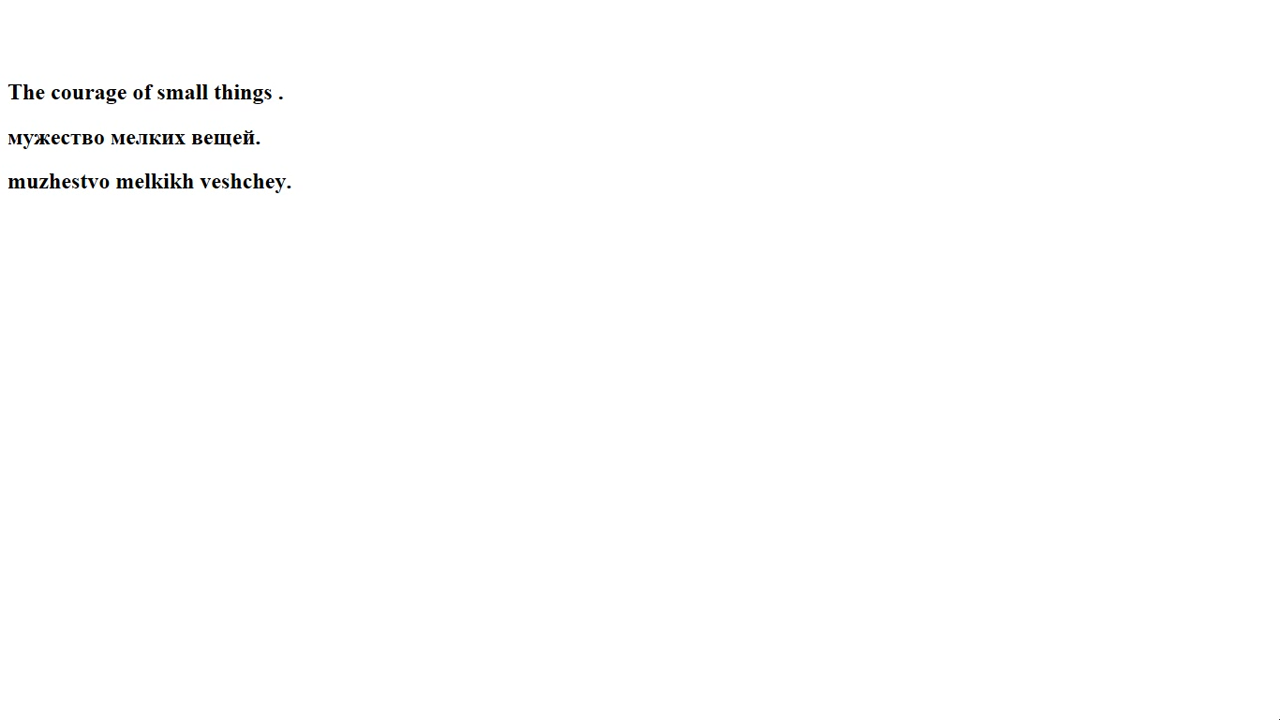 The courage of small things .
мужество мелких вещей.
muzhestvo melkikh veshchey.